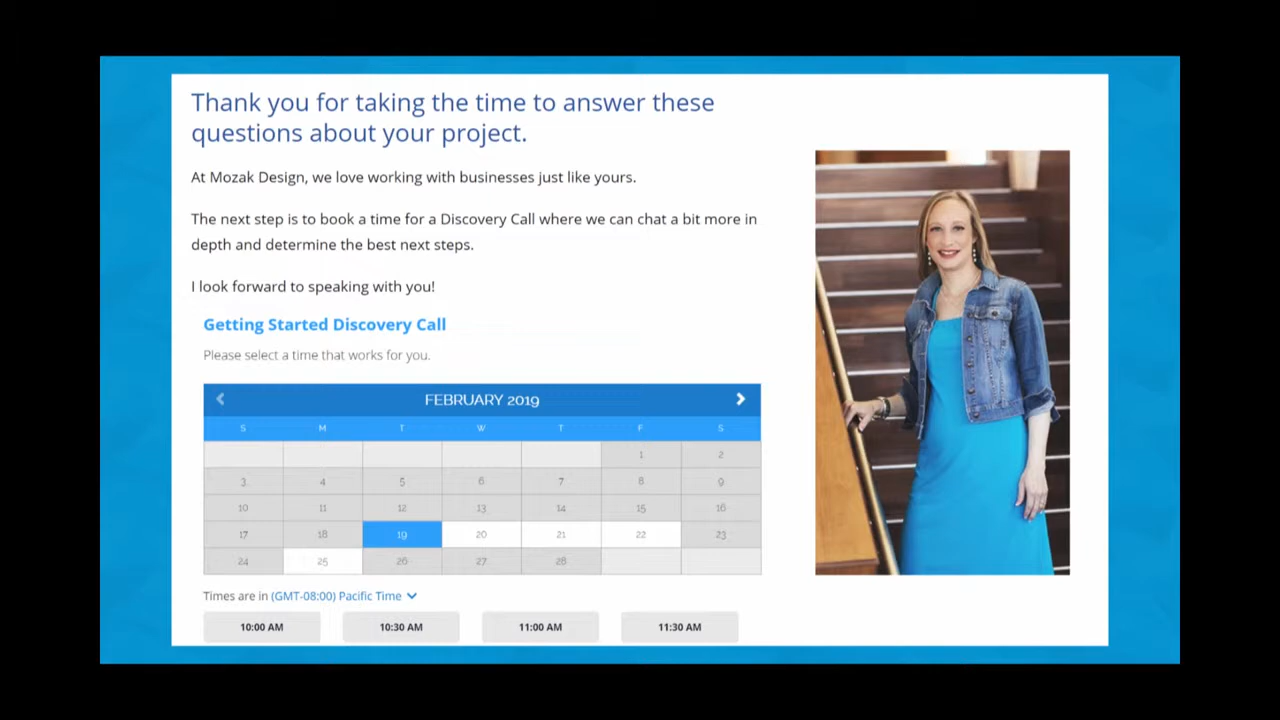 Thank you for taking the time to answer these
questions about your project.
At Mozak Design, we love working with businesses just like yours.
The next step is to book a time for a Discovery Call where we can chat a bit more in
depth and determine the best next steps.
I look forward to speaking with you!
Getting Started Discovery Call
Please select a time that works for you.
FEBRUARY 2019
S M T W T F S
1 2
3 4 5 6 7 8 9
10 11 12 13 14 15 16
17 18 19 20 21 22 23
24 25 26 27 28
Times are in (GMT-08:00) Pacific Time
10:00 AM 10:30 AM 11:00 AM 11:30 AM